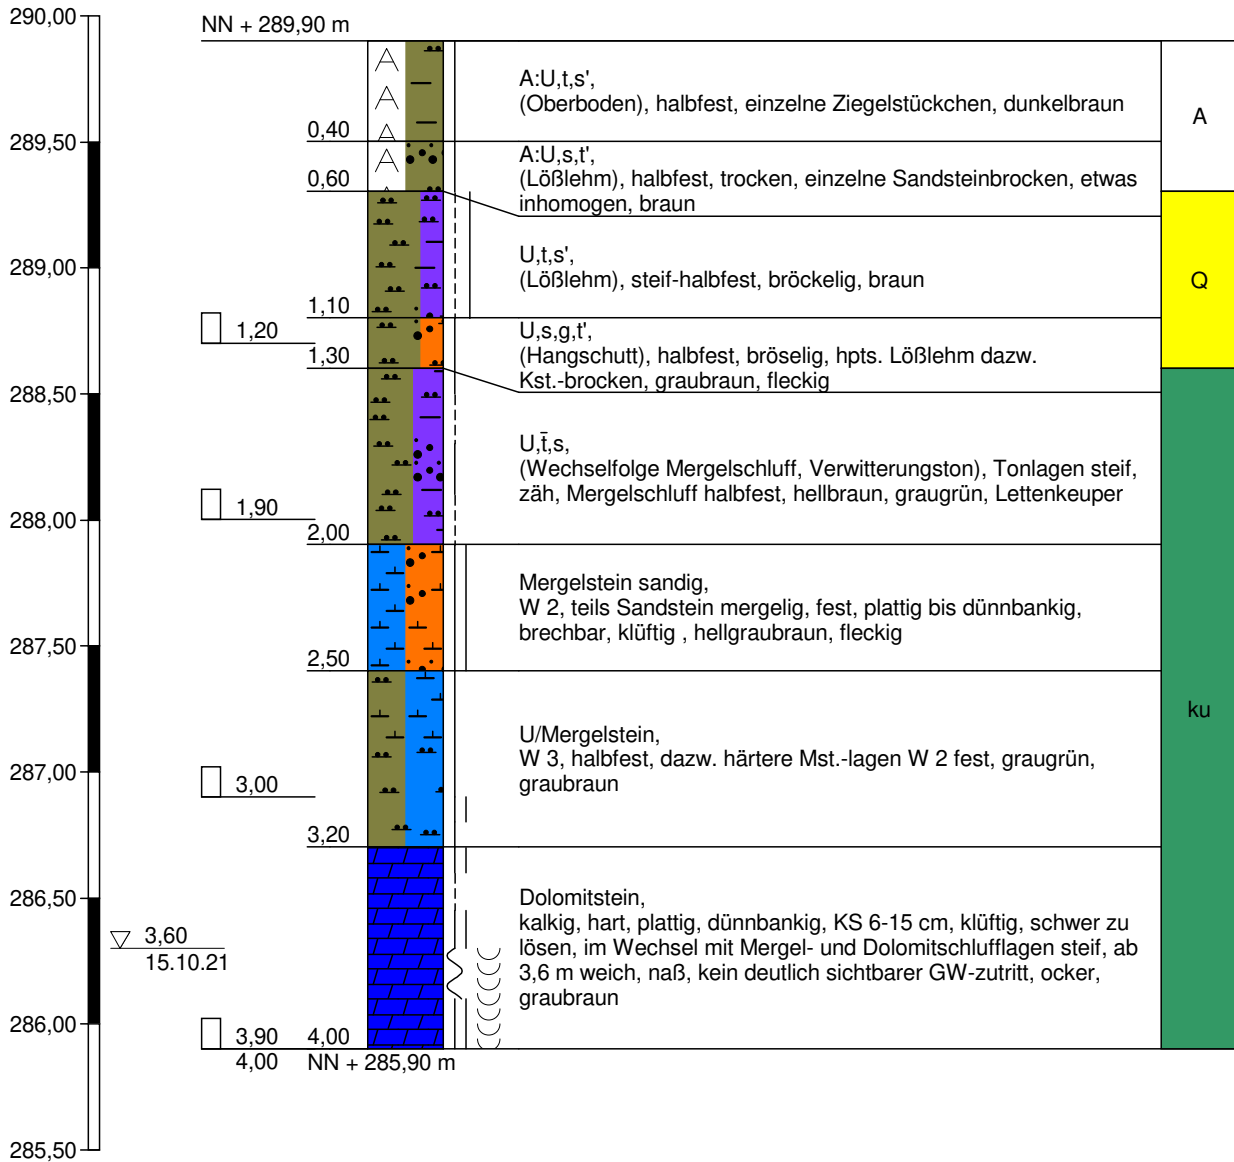 290,00
NN + 289,90 m
A:U,t,s',
(Oberboden), halbfest, einzelne Ziegelstückchen, dunkelbraun
A
0,40
289,50
A:U,s,t',
(Lößlehm), halbfest, trocken, einzelne Sandsteinbrocken, etwas
inhomogen, braun
0,60
U,t,s',
(Lößlehm), steif-halbfest, bröckelig, braun
289,00
Q
1,10
1,20
U,s,g,t',
(Hangschutt), halbfest, bröselig, hpts. Lößlehm dazw.
Kst.-brocken, graubraun, fleckig
1,30
288,50
U,t̄,s,
(Wechselfolge Mergelschluff, Verwitterungston), Tonlagen steif,
zäh, Mergelschluff halbfest, hellbraun, graugrün, Lettenkeuper
1,90
288,00
2,00
Mergelstein sandig,
W 2, teils Sandstein mergelig, fest, plattig bis dünnbankig,
brechbar, klüftig , hellgraubraun, fleckig
287,50
2,50
ku
U/Mergelstein,
W 3, halbfest, dazw. härtere Mst.-lagen W 2 fest, graugrün,
graubraun
287,00
3,00
3,20
286,50
Dolomitstein,
kalkig, hart, plattig, dünnbankig, KS 6-15 cm, klüftig, schwer zu
lösen, im Wechsel mit Mergel- und Dolomitschlufflagen steif, ab
3,6 m weich, naß, kein deutlich sichtbarer GW-zutritt, ocker,
graubraun
3,60
15.10.21
286,00
3,90 4,00
4,00 NN + 285,90 m
285,50